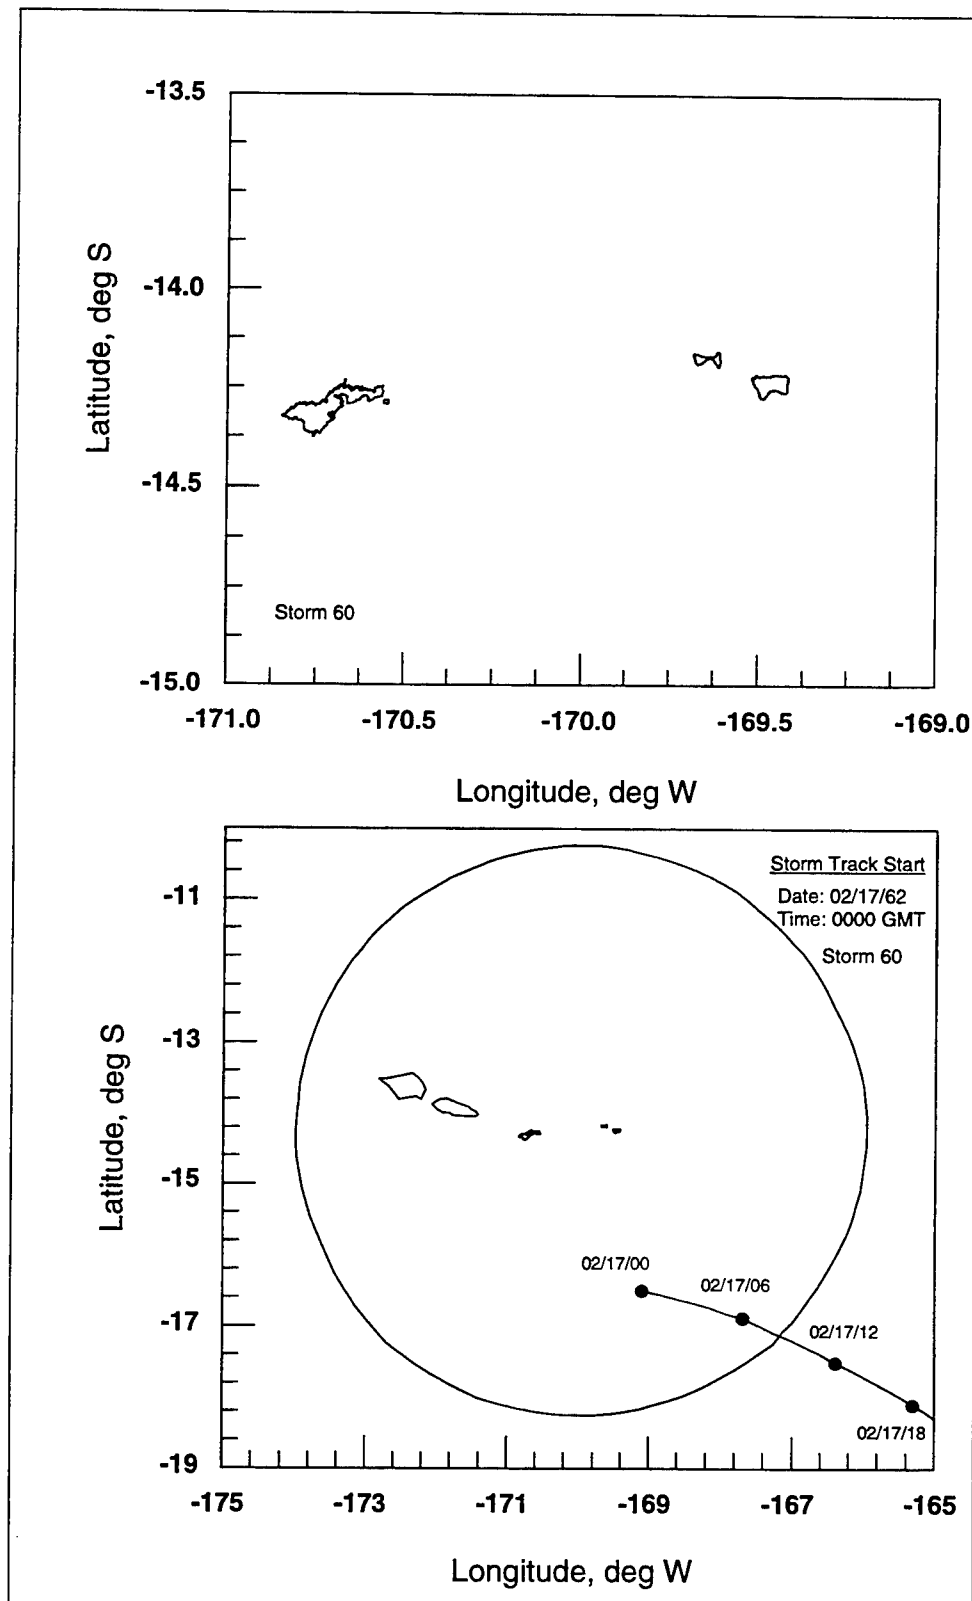 -13.5
-14.0
-14.5
-15.0
Latitude, deg S
Storm 60
-171.0 -170.5 -170.0 -169.5 -169.0
Longitude, deg W
Storm Track Start
Date: 02/17/62
Time: 0000 GMT
Storm 60
-11
-13
-15
-17
-19
Latitude, deg S
02/17/00
02/17/06
02/17/12
02/17/18
-175 -173 -171 -169 -167 -165
Longitude, deg W